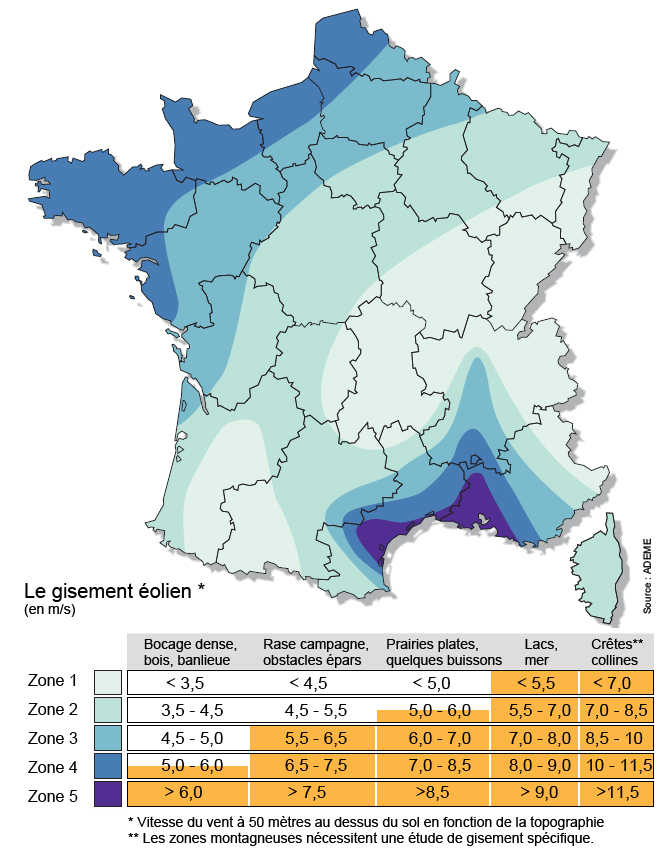 Source : ADEME
Le gisement éolien *
(en m/s)
Bocage dense, bois, banlieue
Rase campagne, obstacles épars
Prairies plates, quelques buissons
Lacs, mer
Crêtes** collines
Zone 1 < 3,5 < 4,5 < 5,0 < 5,5 < 7,0
Zone 2 3,5 - 4,5 4,5 - 5,5 5,0 - 6,0 5,5 - 7,0 7,0 - 8,5
Zone 3 4,5 - 5,0 5,5 - 6,5 6,0 - 7,0 7,0 - 8,0 8,5 - 10
Zone 4 5,0 - 6,0 6,5 - 7,5 7,0 - 8,5 8,0 - 9,0 10 - 11,5
Zone 5 > 6,0 > 7,5 >8,5 > 9,0 >11,5
* Vitesse du vent à 50 mètres au dessus du sol en fonction de la topographie
** Les zones montagneuses nécessitent une étude de gisement spécifique.